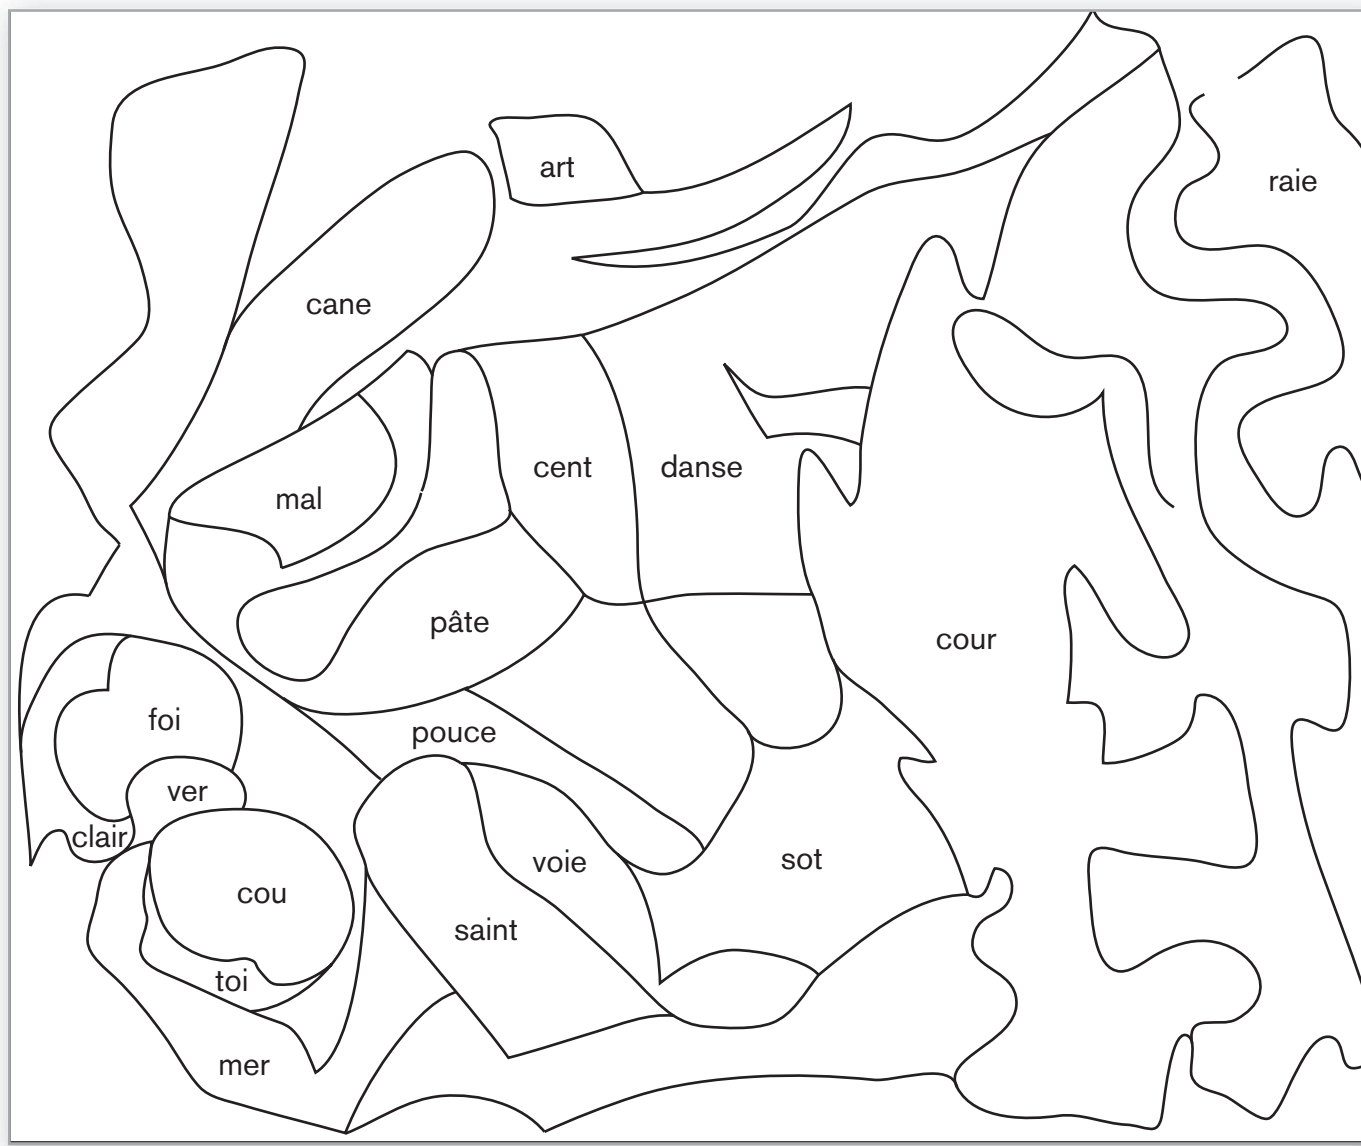 art
raie
cane
cent
danse
mal
pâte
cour
foi
pouce
ver
clair
voie
sot
cou
saint
toi
mer